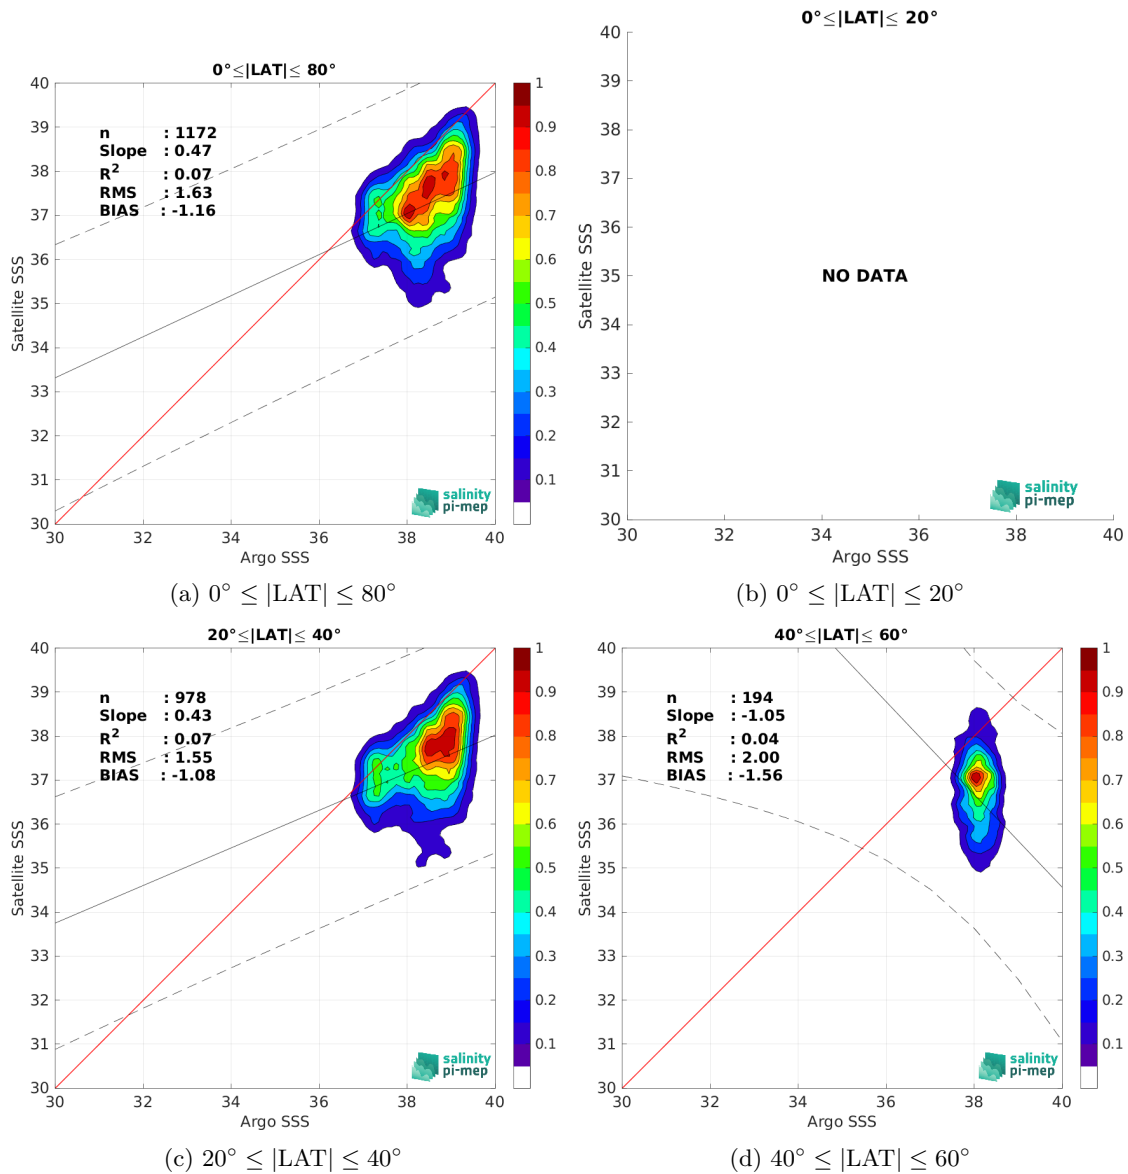 0°≤|LAT|≤ 80°
n : 1172
Slope : 0.47
R² : 0.07
RMS : 1.63
BIAS : -1.16
40
39
38
37
36
35
34
33
32
31
30
Satellite SSS
30 32 34 36 38 40
Argo SSS
1
0.9
0.8
0.7
0.6
0.5
0.4
0.3
0.2
0.1
salinity
pi-mep
(a) 0° ≤ |LAT| ≤ 80°
0°≤|LAT|≤ 20°
40
39
38
37
36
35
34
33
32
31
30
Satellite SSS
NO DATA
salinity
pi-mep
30 32 34 36 38 40
Argo SSS
(b) 0° ≤ |LAT| ≤ 20°
20°≤|LAT|≤ 40°
n : 978
Slope : 0.43
R² : 0.07
RMS : 1.55
BIAS : -1.08
40
39
38
37
36
35
34
33
32
31
30
Satellite SSS
30 32 34 36 38 40
Argo SSS
1
0.9
0.8
0.7
0.6
0.5
0.4
0.3
0.2
0.1
salinity
pi-mep
(c) 20° ≤ |LAT| ≤ 40°
40°≤|LAT|≤ 60°
n : 194
Slope : -1.05
R² : 0.04
RMS : 2.00
BIAS : -1.56
40
39
38
37
36
35
34
33
32
31
30
Satellite SSS
30 32 34 36 38 40
Argo SSS
1
0.9
0.8
0.7
0.6
0.5
0.4
0.3
0.2
0.1
salinity
pi-mep
(d) 40° ≤ |LAT| ≤ 60°